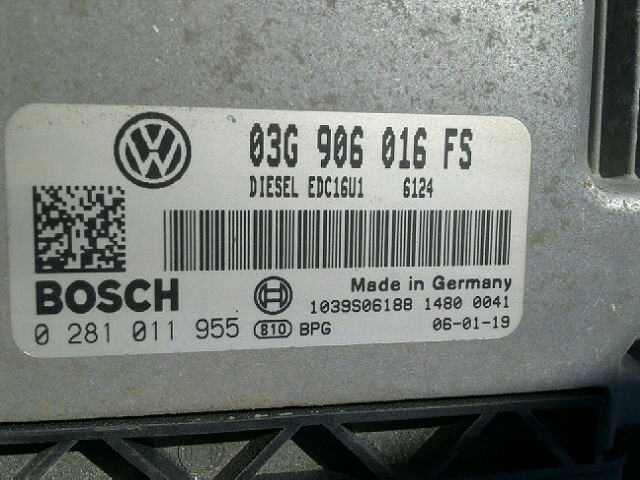 03G 906 016 FS
DIESEL EDC16U1 6124
BOSCH
Made in Germany
1039S06188 1480 0041
0 281 011 955 810 BPG
06-01-19